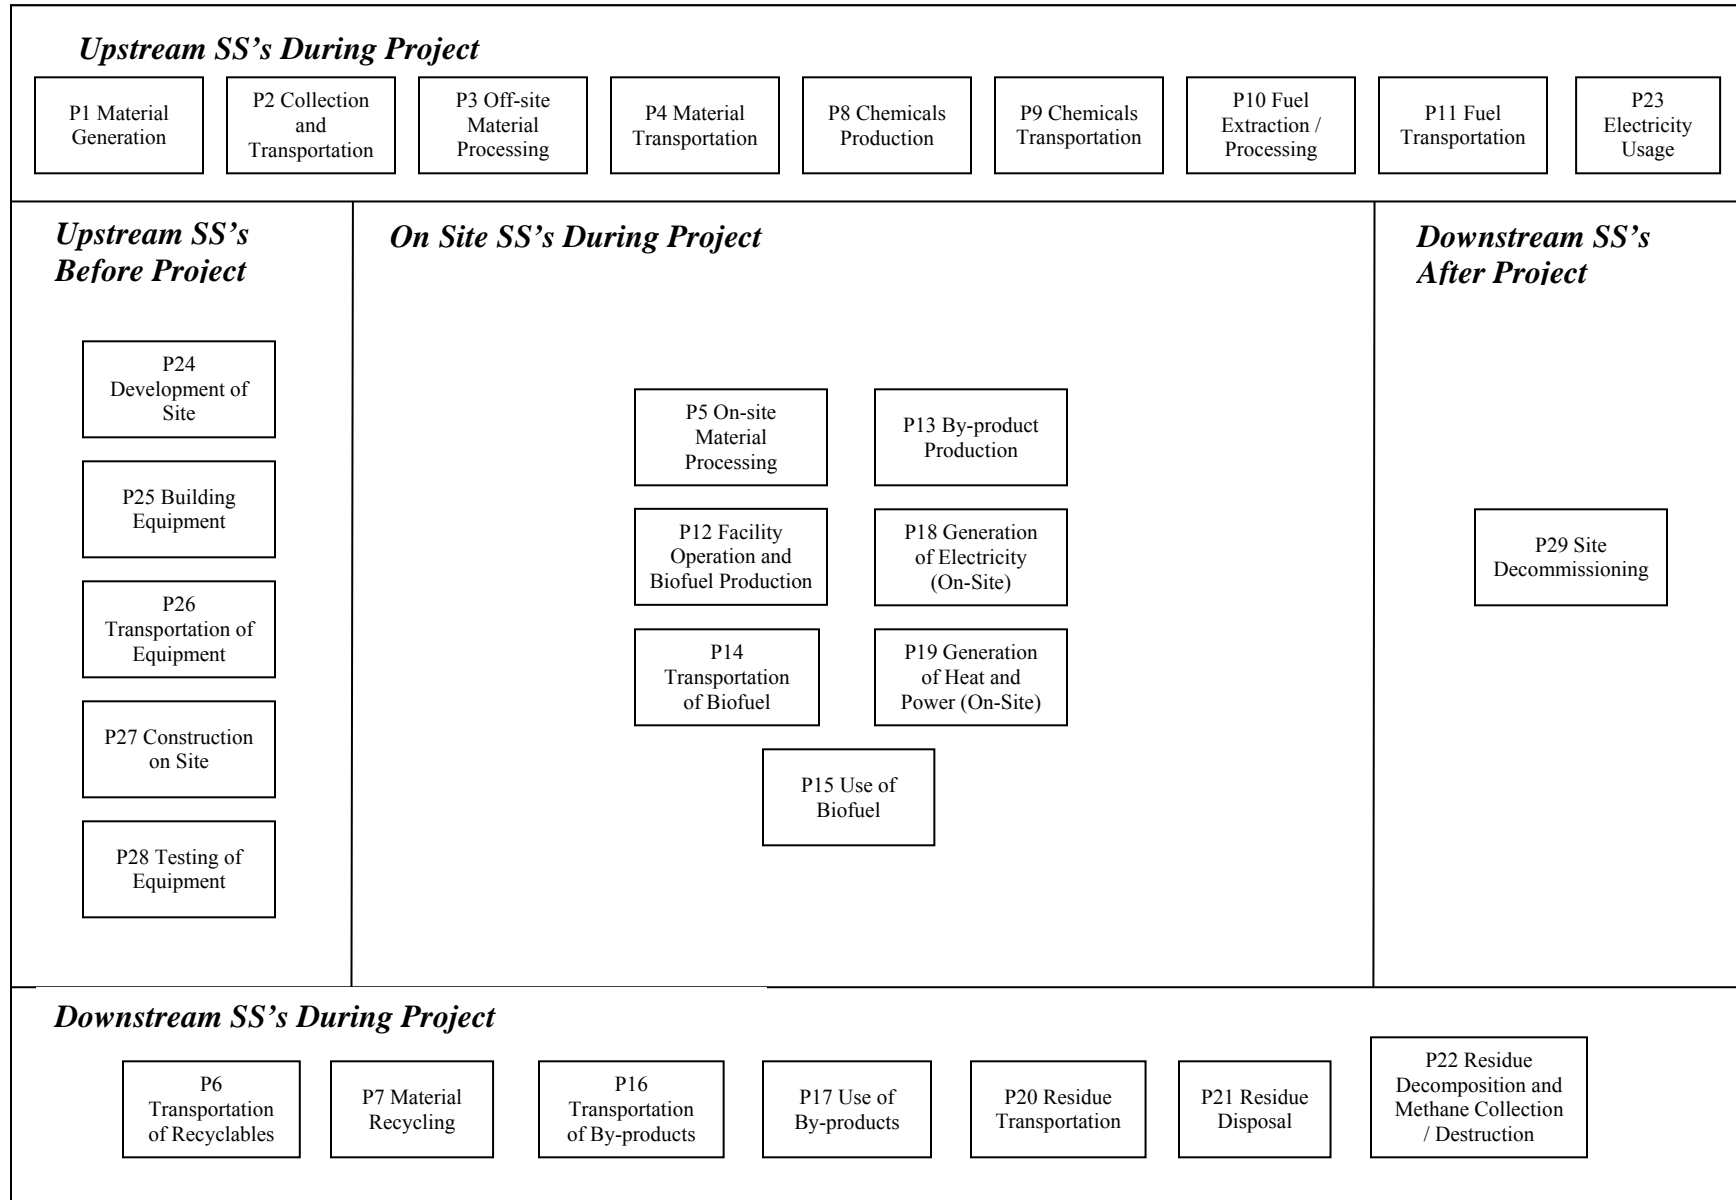 Upstream SS’s During Project
P1 Material
Generation
P2 Collection
and
Transportation
P3 Off-site
Material
Processing
P4 Material
Transportation
P8 Chemicals
Production
P9 Chemicals
Transportation
P10 Fuel
Extraction /
Processing
P11 Fuel
Transportation
P23
Electricity
Usage
Upstream SS’s
Before Project
P24
Development of
Site
P25 Building
Equipment
P26
Transportation of
Equipment
P27 Construction
on Site
P28 Testing of
Equipment
On Site SS’s During Project
P5 On-site
Material
Processing
P13 By-product
Production
P12 Facility
Operation and
Biofuel Production
P18 Generation
of Electricity
(On-Site)
P14
Transportation
of Biofuel
P19 Generation
of Heat and
Power (On-Site)
P15 Use of
Biofuel
Downstream SS’s
After Project
P29 Site
Decommissioning
Downstream SS’s During Project
P6
Transportation
of Recyclables
P7 Material
Recycling
P16
Transportation
of By-products
P17 Use of
By-products
P20 Residue
Transportation
P21 Residue
Disposal
P22 Residue
Decomposition and
Methane Collection
/ Destruction